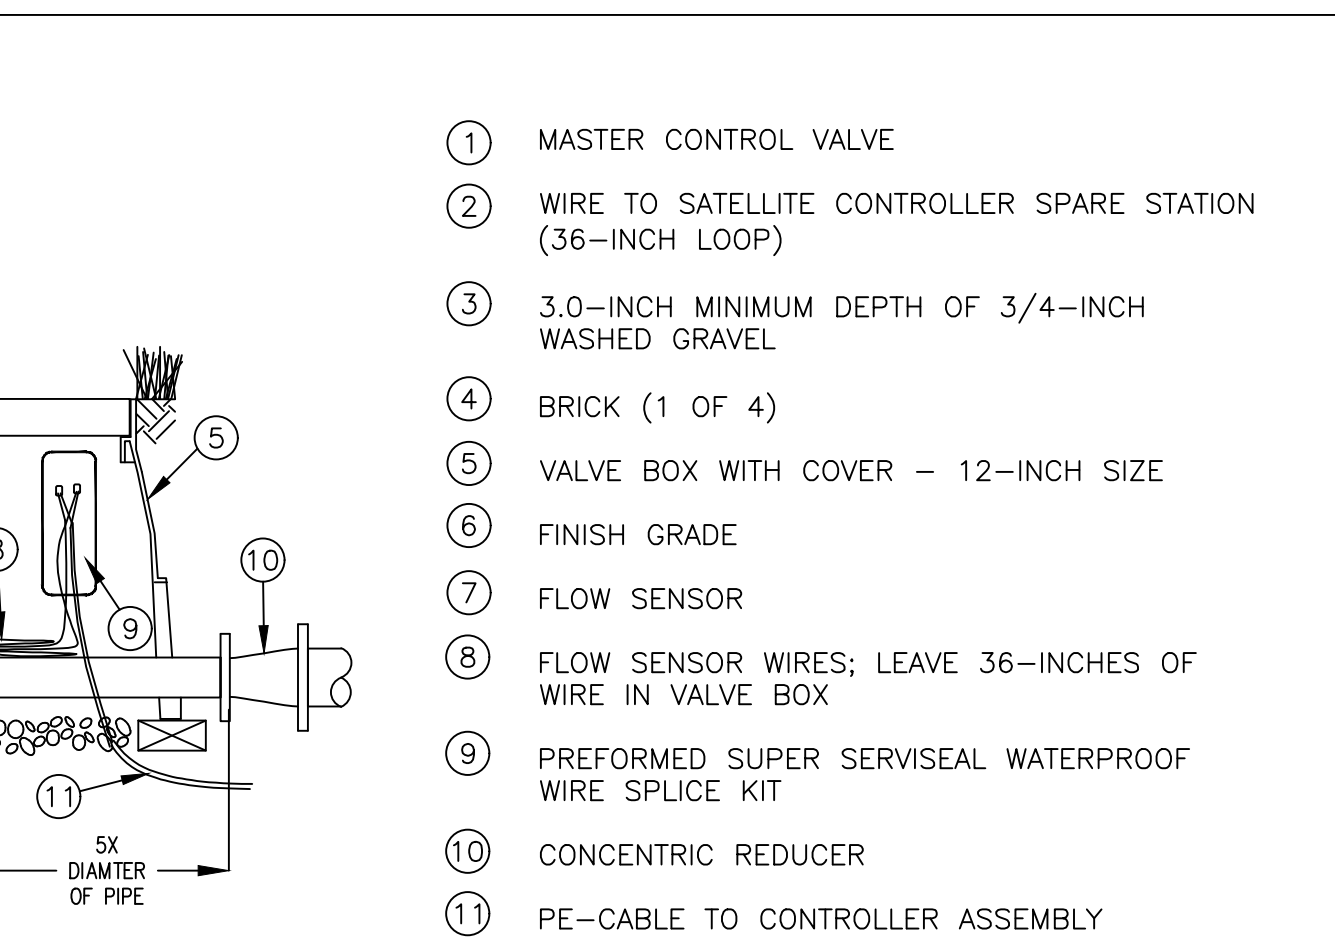 1 MASTER CONTROL VALVE
2 WIRE TO SATELLITE CONTROLLER SPARE STATION
(36-INCH LOOP)
3 3.0-INCH MINIMUM DEPTH OF 3/4-INCH
WASHED GRAVEL
4 BRICK (1 OF 4)
5 VALVE BOX WITH COVER - 12-INCH SIZE
6 FINISH GRADE
7 FLOW SENSOR
8 FLOW SENSOR WIRES; LEAVE 36-INCHES OF
WIRE IN VALVE BOX
9 PREFORMED SUPER SERVISEAL WATERPROOF
WIRE SPLICE KIT
10 CONCENTRIC REDUCER
11 PE-CABLE TO CONTROLLER ASSEMBLY
5
8
10
9
11
5X
DIAMTER
OF PIPE